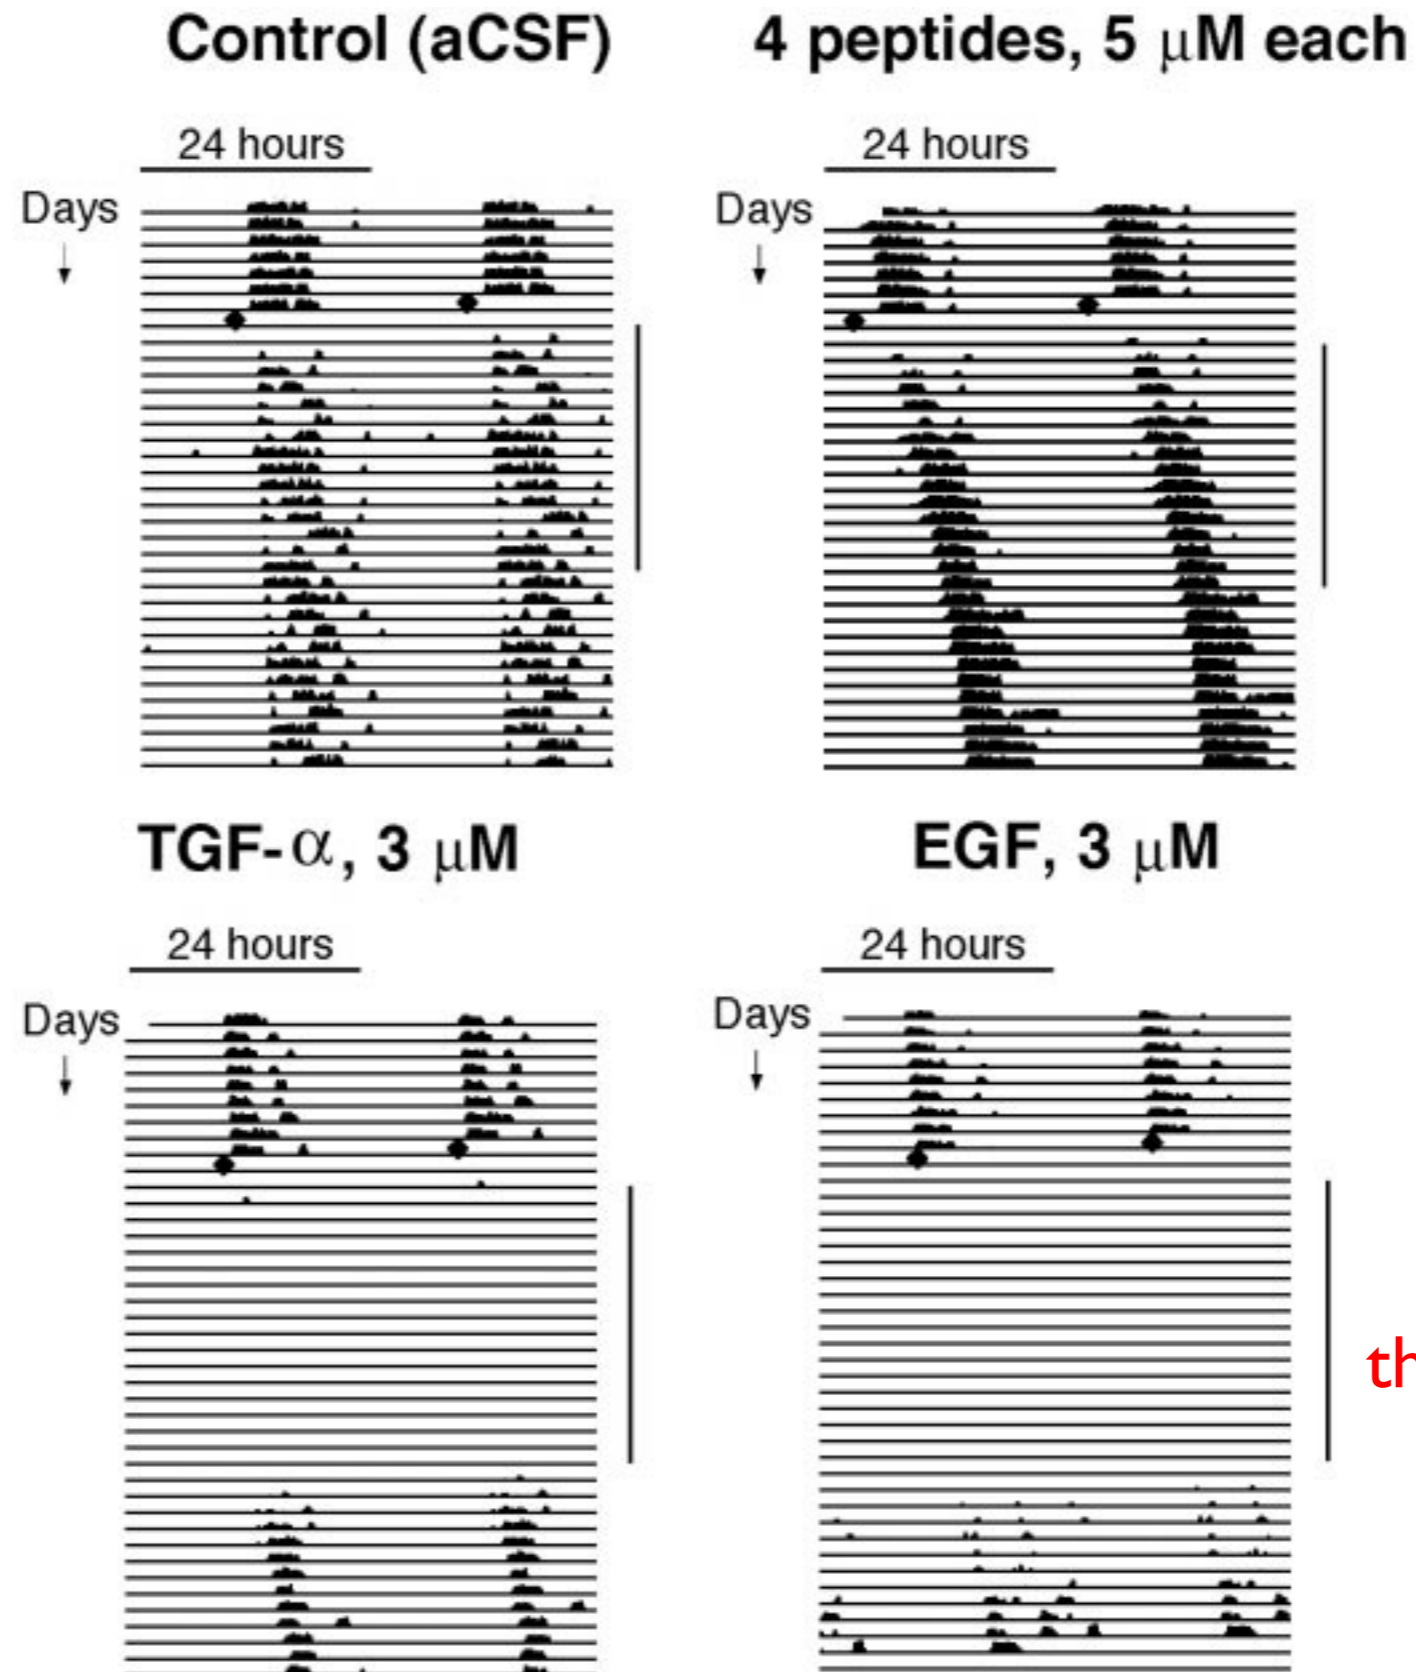 Control (aCSF)
4 peptides, 5 μM each
24 hours
24 hours
Days
Days
TGF-α, 3 μM
EGF, 3 μM
24 hours
24 hours
Days
Days
th